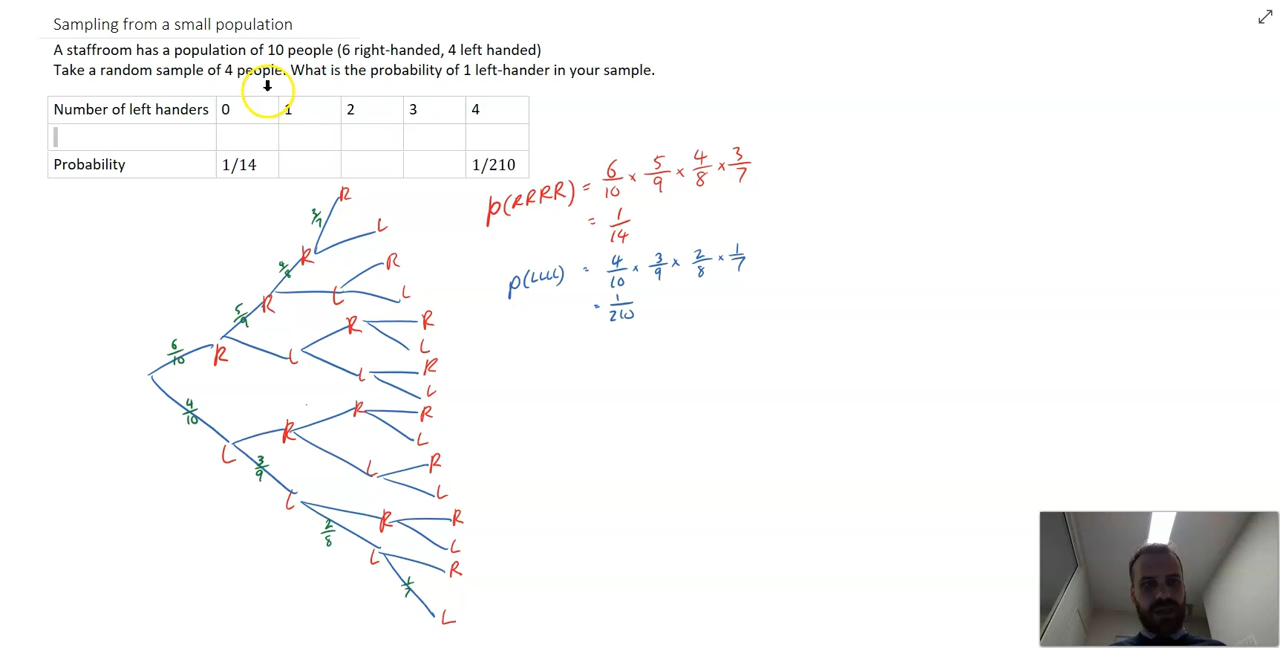 Sampling from a small population
A staffroom has a population of 10 people (6 right-handed, 4 left handed)
Take a random sample of 4 people. What is the probability of 1 left-hander in your sample.
Number of left handers 0 1 2 3 4
Probability 1/14 1/210
p(RRRR) = 6/10 × 5/9 × 4/8 × 3/7
= 1/14
p(LLLL) = 4/10 × 3/9 × 2/8 × 1/7
= 1/210
R
3/7
L
R
4/8
R
L
R
5/9
L
R
R
L
6/10
R
L
L
R
L
4/10
R
R
R
L
L
3/9
L
R
L
L
R
R
2/8
L
L
R
1/7
L